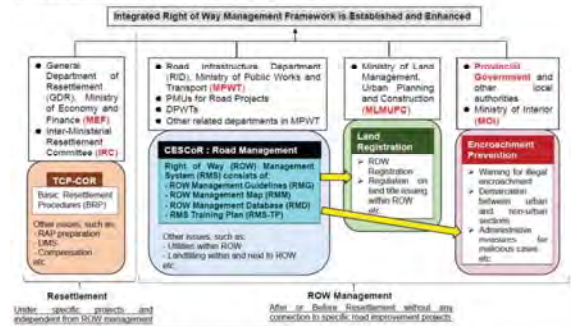 Integrated Right of Way Management Framework is Established and Enhanced
● General
Department of
Resettlement
(GDR), Ministry
of Economy and
Finance (MEF)
● Inter-Ministerial
Resettlement
Committee (IRC)
TCP-COR
Basic Resettlement
Procedures (BRP)
Other issues, such as:
- RAP preparation
- DMS
- Compensation
etc.
● Road Infrastructure Department
(RID), Ministry of Public Works and
Transport (MPWT)
● PMUs for Road Projects
● DPWTs
● Other related departments in MPWT
CESCoR : Road Management
Right of Way (ROW) Management
System (RMS) consists of:
- ROW Management Guidelines (RMG)
- ROW Management Map (RMM)
- ROW Management Database (RMD)
- RMS Training Plan (RMS-TP)
Other issues, such as:
- Utilities within ROW
- Landfilling within and next to ROW
etc.
● Ministry of Land
Management,
Urban Planning
and Construction
(MLMUPC)
Land
Registration
➢ ROW
Registration
➢ Regulation on
land title issuing
within ROW
etc.
● Provincial
Government and
other local
authorities
● Ministry of Interior
(MOI)
Encroachment
Prevention
➢ Warning for illegal
encroachment
➢ Demarcation
between urban
and non-urban
sections
➢ Administrative
measures for
malicious cases
etc.
Resettlement
Under specific projects and
independent from ROW management
ROW Management
After or Before Resettlement without any
connection to specific road improvement projects